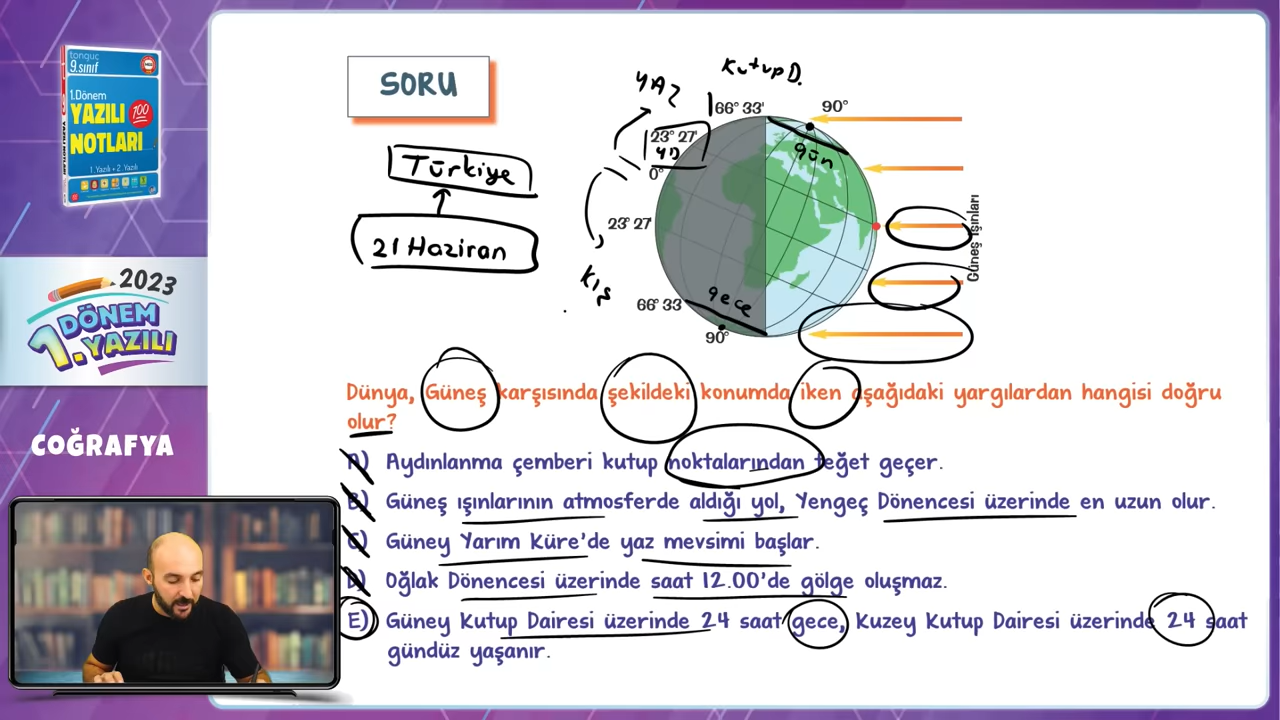 tonguç
9.sınıf
1.Dönem
YAZILI
100
NOTLARI
1.Yazılı + 2.Yazılı
2023
1. DÖNEM
YAZILI
COĞRAFYA
SORU
Türkiye
21 Haziran
YAZ
Kutup D.
66° 33'
90°
23° 27'
YD
gün
0°
23° 27'
Güneş Işınları
Kış
gece
66° 33
90°
Dünya, Güneş karşısında şekildeki konumda iken aşağıdaki yargılardan hangisi doğru
olur?
A) Aydınlanma çemberi kutup noktalarından teğet geçer.
B) Güneş ışınlarının atmosferde aldığı yol, Yengeç Dönencesi üzerinde en uzun olur.
C) Güney Yarım Küre'de yaz mevsimi başlar.
D) Oğlak Dönencesi üzerinde saat 12.00'de gölge oluşmaz.
E) Güney Kutup Dairesi üzerinde 24 saat gece, Kuzey Kutup Dairesi üzerinde 24 saat
gündüz yaşanır.